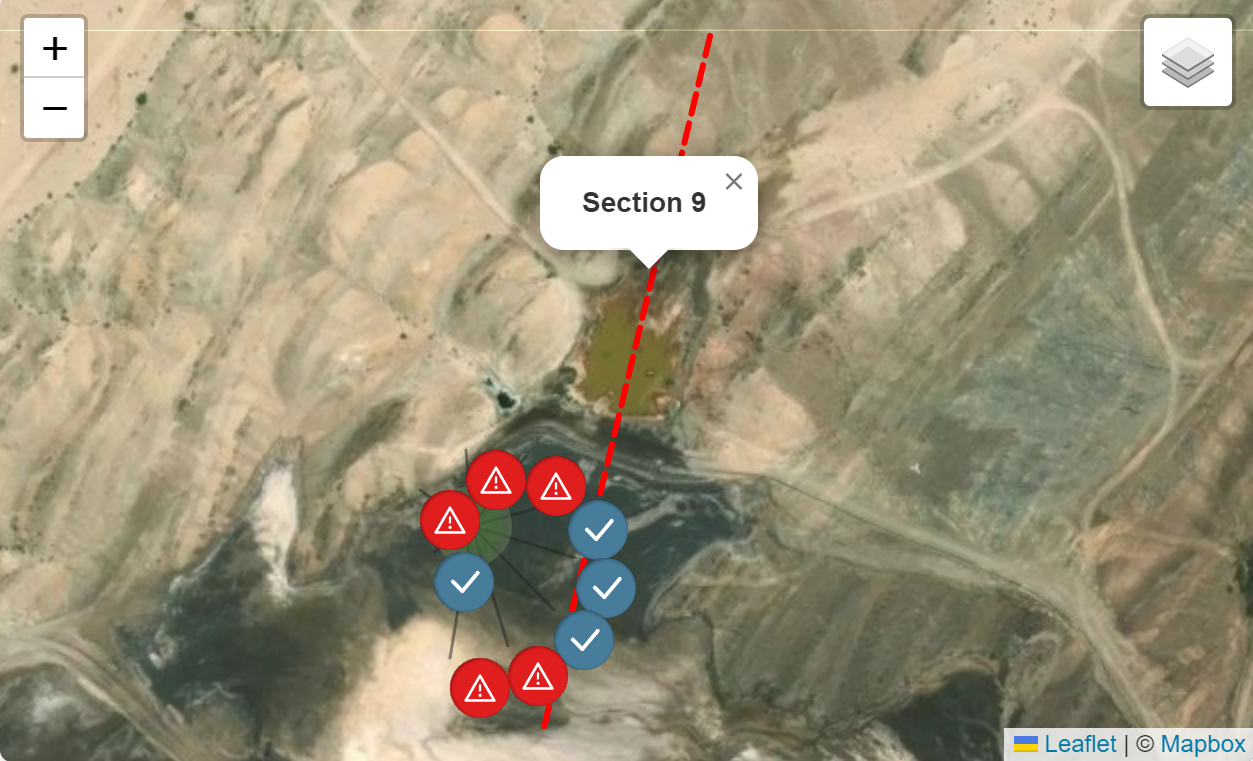 +
Section 9 ×
−
Leaflet | © Mapbox